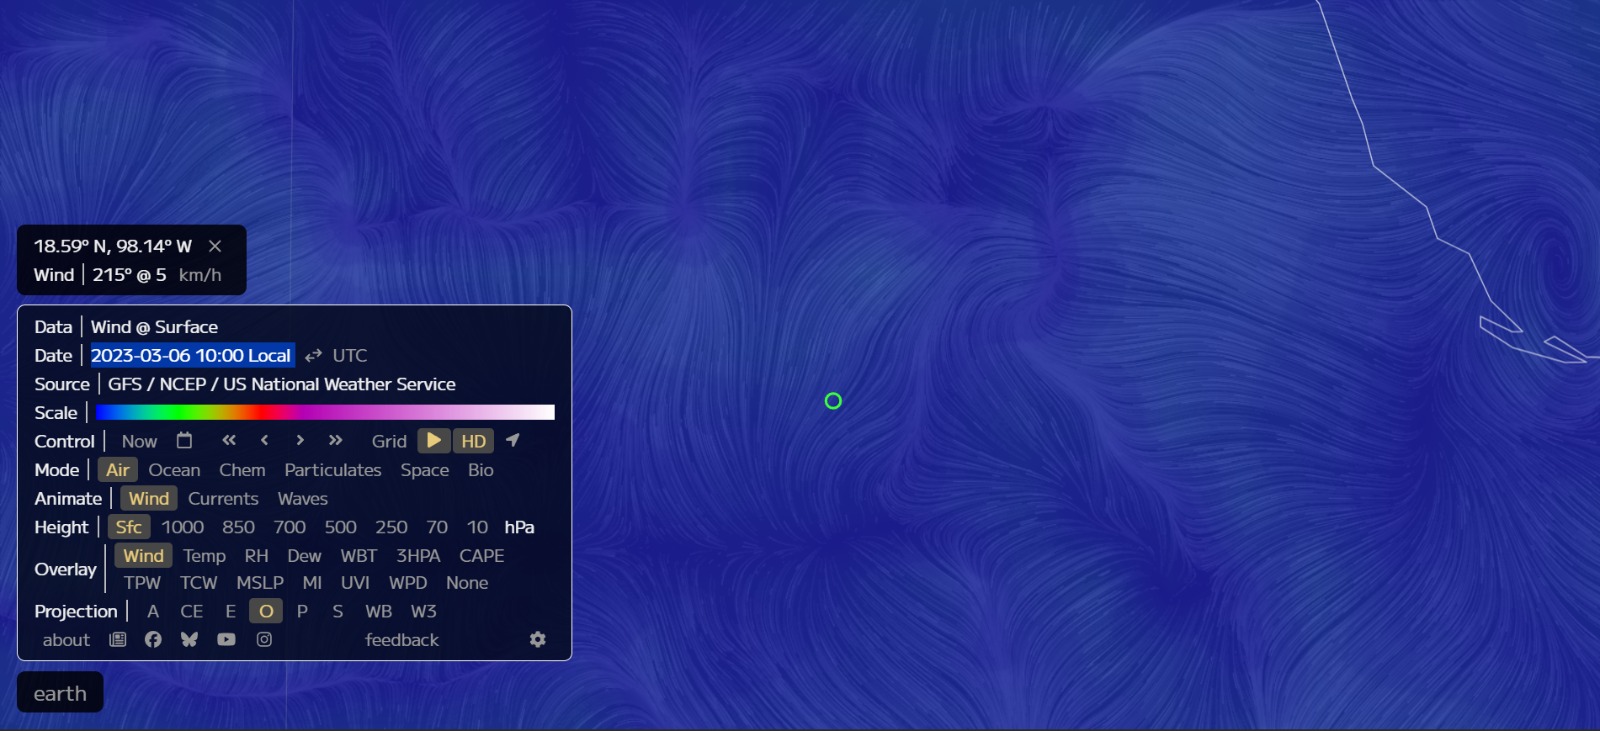 18.59° N, 98.14° W ×
Wind | 215° @ 5 km/h
Data | Wind @ Surface
Date | 2023-03-06 10:00 Local ⇄ UTC
Source | GFS / NCEP / US National Weather Service
Scale |
Control | Now « ‹ › » Grid HD
Mode | Air Ocean Chem Particulates Space Bio
Animate | Wind Currents Waves
Height | Sfc 1000 850 700 500 250 70 10 hPa
Overlay | Wind Temp RH Dew WBT 3HPA CAPE
TPW TCW MSLP MI UVI WPD None
Projection | A CE E O P S WB W3
about feedback
earth